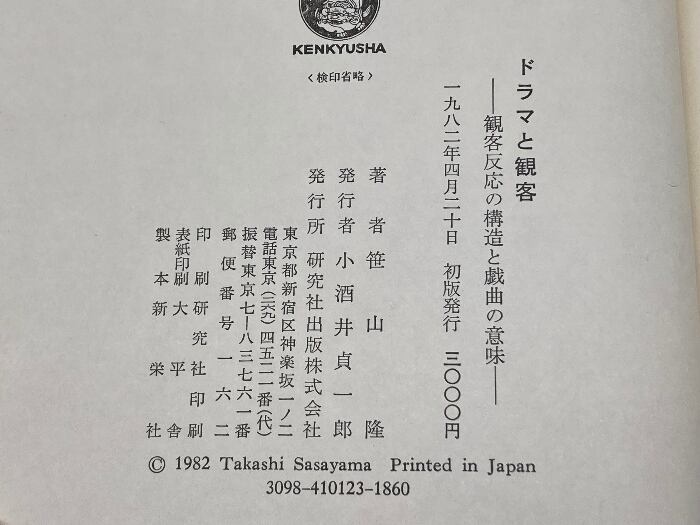 KENKYUSHA
〈検印省略〉
ドラマと観客
──観客反応の構造と戯曲の意味──
一九八二年四月二十日 初版発行 三〇〇〇円
著者 笹山隆
発行者 小酒井貞一郎
発行所 研究社出版株式会社
東京都新宿区神楽坂一ノ二
電話東京(二六九)四五二一番(代)
振替東京七―八三七六一番
郵便番号一六二
印刷 研究社印刷
表紙印刷 大平舎
製本 新栄社
© 1982 Takashi Sasayama Printed in Japan
3098-410123-1860